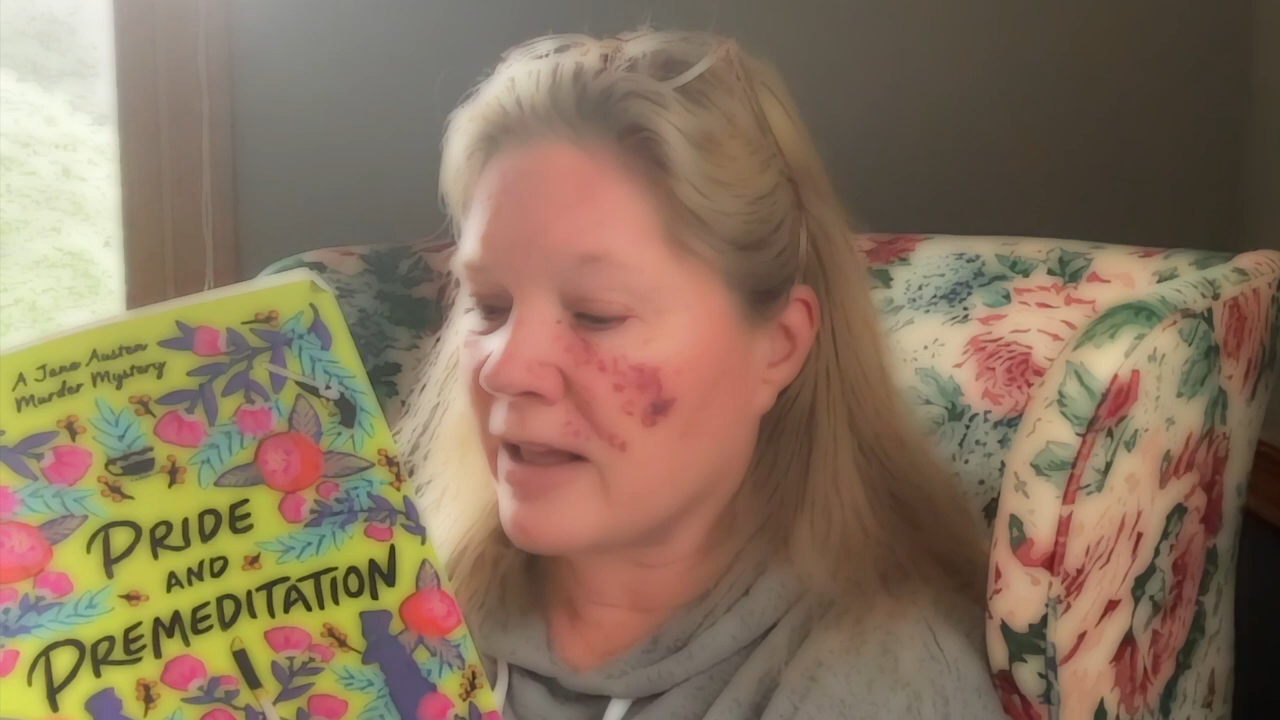 A Jane Austen
Murder Mystery
PRIDE
AND
PREMEDITATION